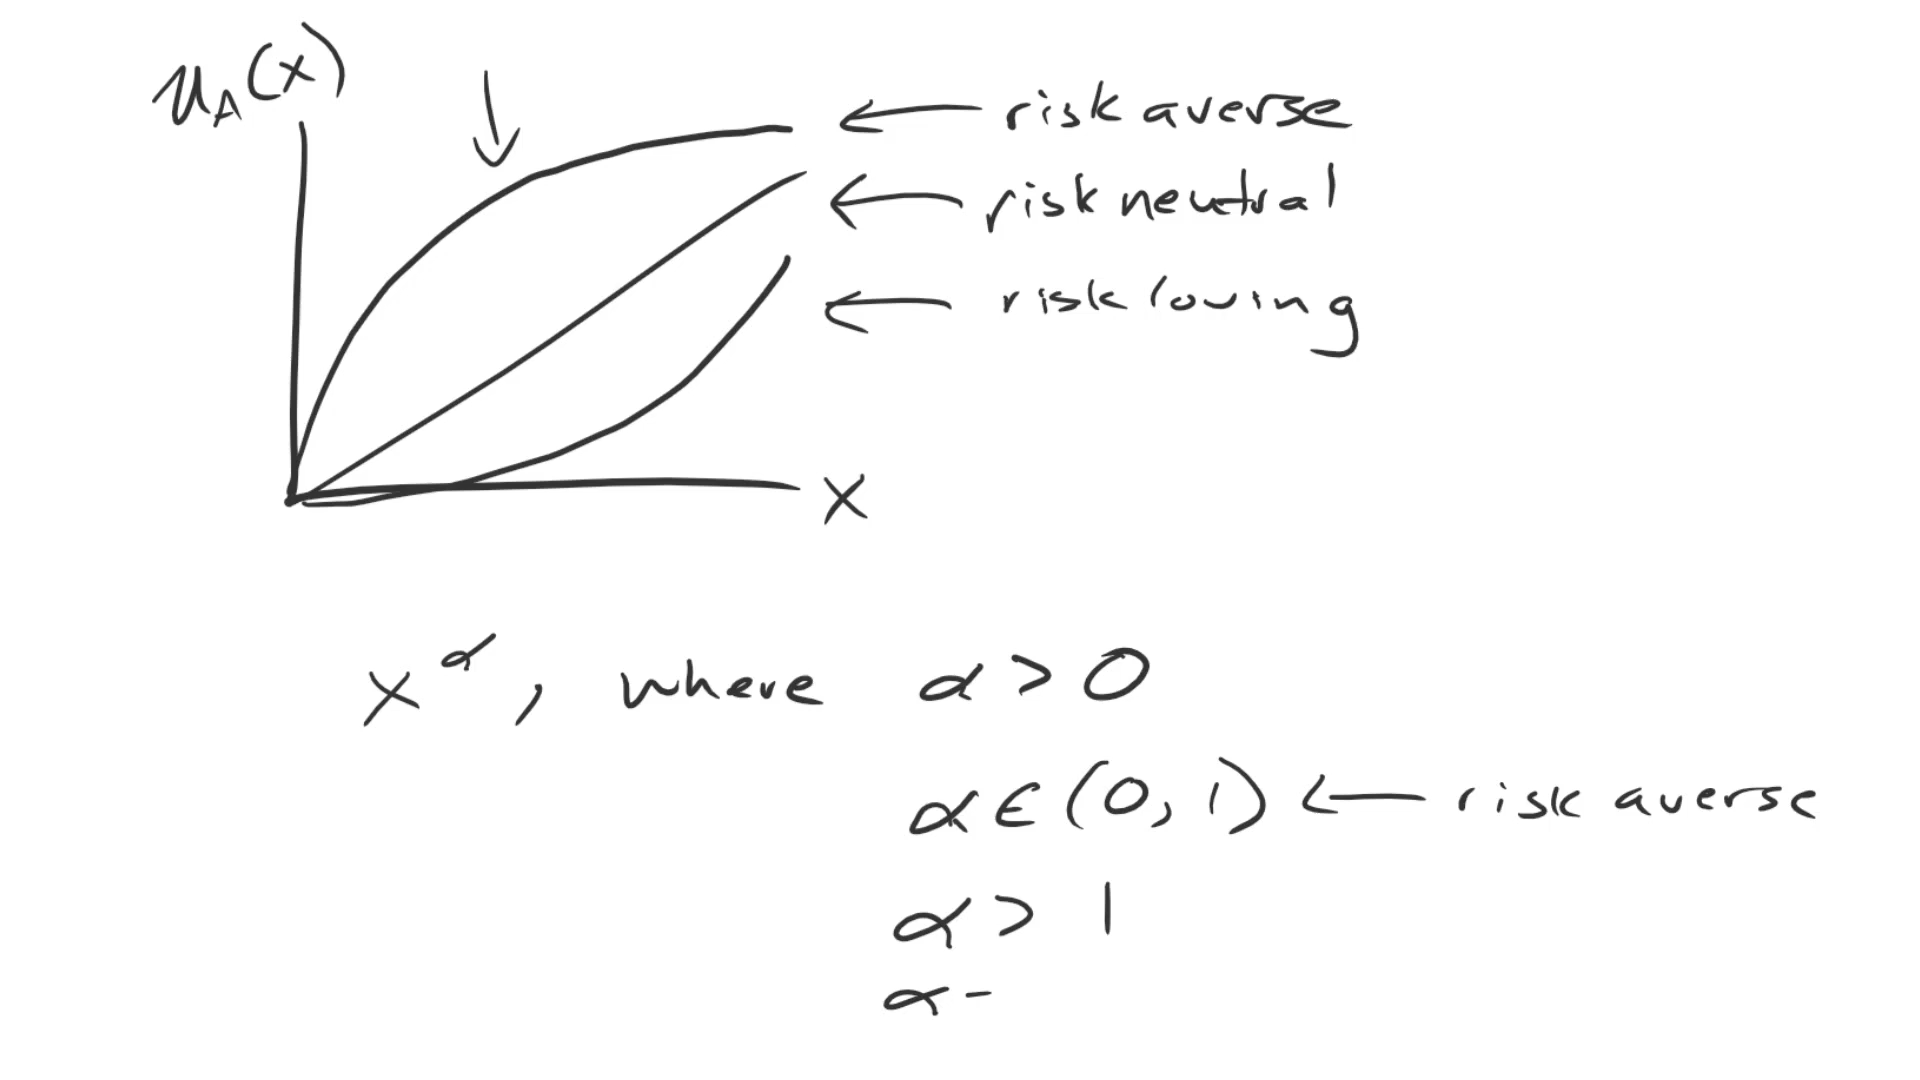 u_A(x)
← risk averse
← risk neutral
← risk loving
x
x^α, where α > 0
α ∈ (0, 1) ← risk averse
α > 1
α -